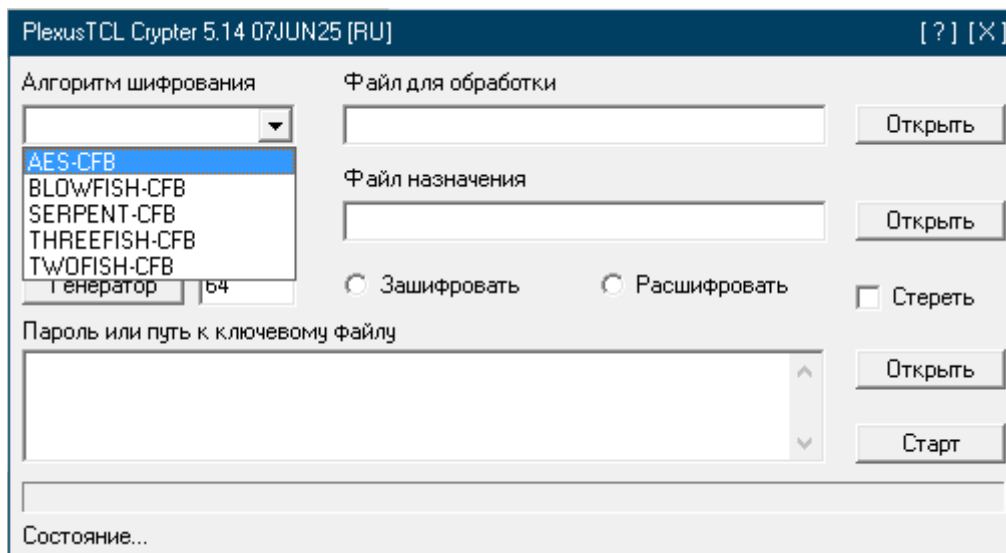 PlexusTCL Crypter 5.14 07JUN25 [RU] [ ? ] [X]
Алгоритм шифрования
Файл для обработки
Открыть
AES-CFB
BLOWFISH-CFB
SERPENT-CFB
THREEFISH-CFB
TWOFISH-CFB
Файл назначения
Открыть
Генератор
64
Зашифровать
Расшифровать
Стереть
Пароль или путь к ключевому файлу
Открыть
Старт
Состояние...